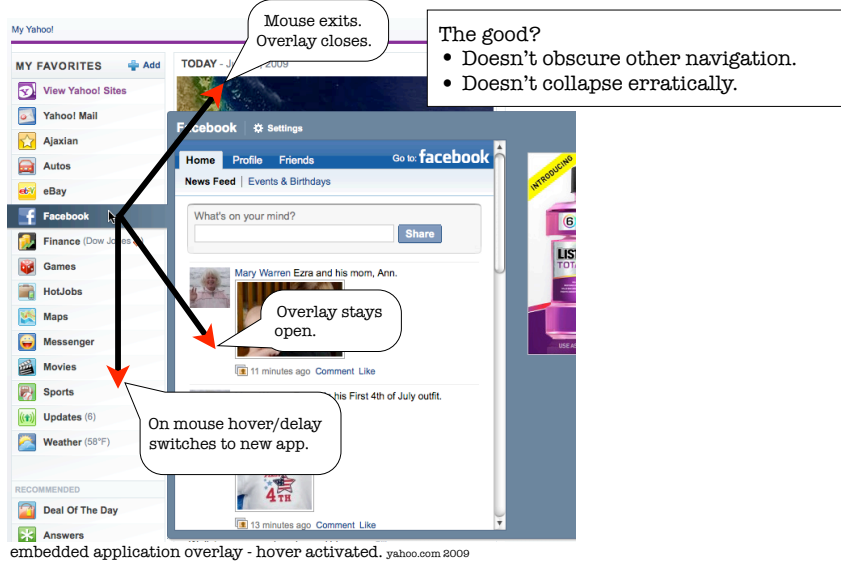 My Yahoo!
Mouse exits.
Overlay closes.
The good?
• Doesn't obscure other navigation.
• Doesn't collapse erratically.
MY FAVORITES
Add
TODAY - 2009
View Yahoo! Sites
Yahoo! Mail
Ajaxian
Autos
eBay
Facebook
Finance (Dow Jones
Games
HotJobs
Maps
Messenger
Movies
Sports
Updates (6)
Weather (58°F)
RECOMMENDED
Deal Of The Day
Answers
Facebook
Settings
Home Profile Friends
Go to: facebook
News Feed | Events & Birthdays
What's on your mind?
Share
Mary Warren Ezra and his mom, Ann.
Overlay stays
open.
11 minutes ago Comment Like
his First 4th of July outfit.
On mouse hover/delay
switches to new app.
4TH
13 minutes ago Comment Like
INTRODUCING
6
LIS
TOT
USE AS
embedded application overlay - hover activated. yahoo.com 2009